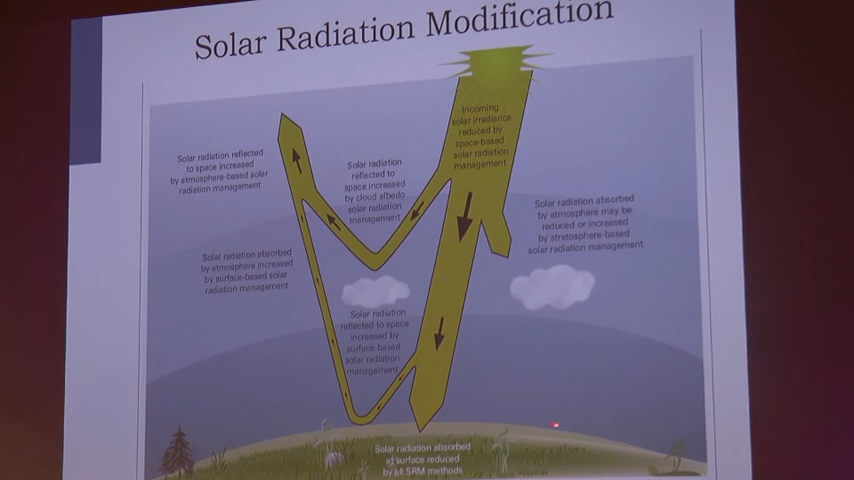 Solar Radiation Modification
Incoming
solar irradiance
reduced by
space-based
solar radiation
management
Solar radiation reflected
to space increased
by atmosphere-based solar
radiation management
Solar radiation
reflected to
space increased
by cloud albedo
solar radiation
management
Solar radiation absorbed
by atmosphere may be
reduced or increased
by stratosphere-based
solar radiation management
Solar radiation absorbed
by atmosphere increased
by surface-based solar
radiation management
Solar radiation
reflected to space
increased by
surface-based
solar radiation
management
Solar radiation absorbed
at surface reduced
by all SRM methods